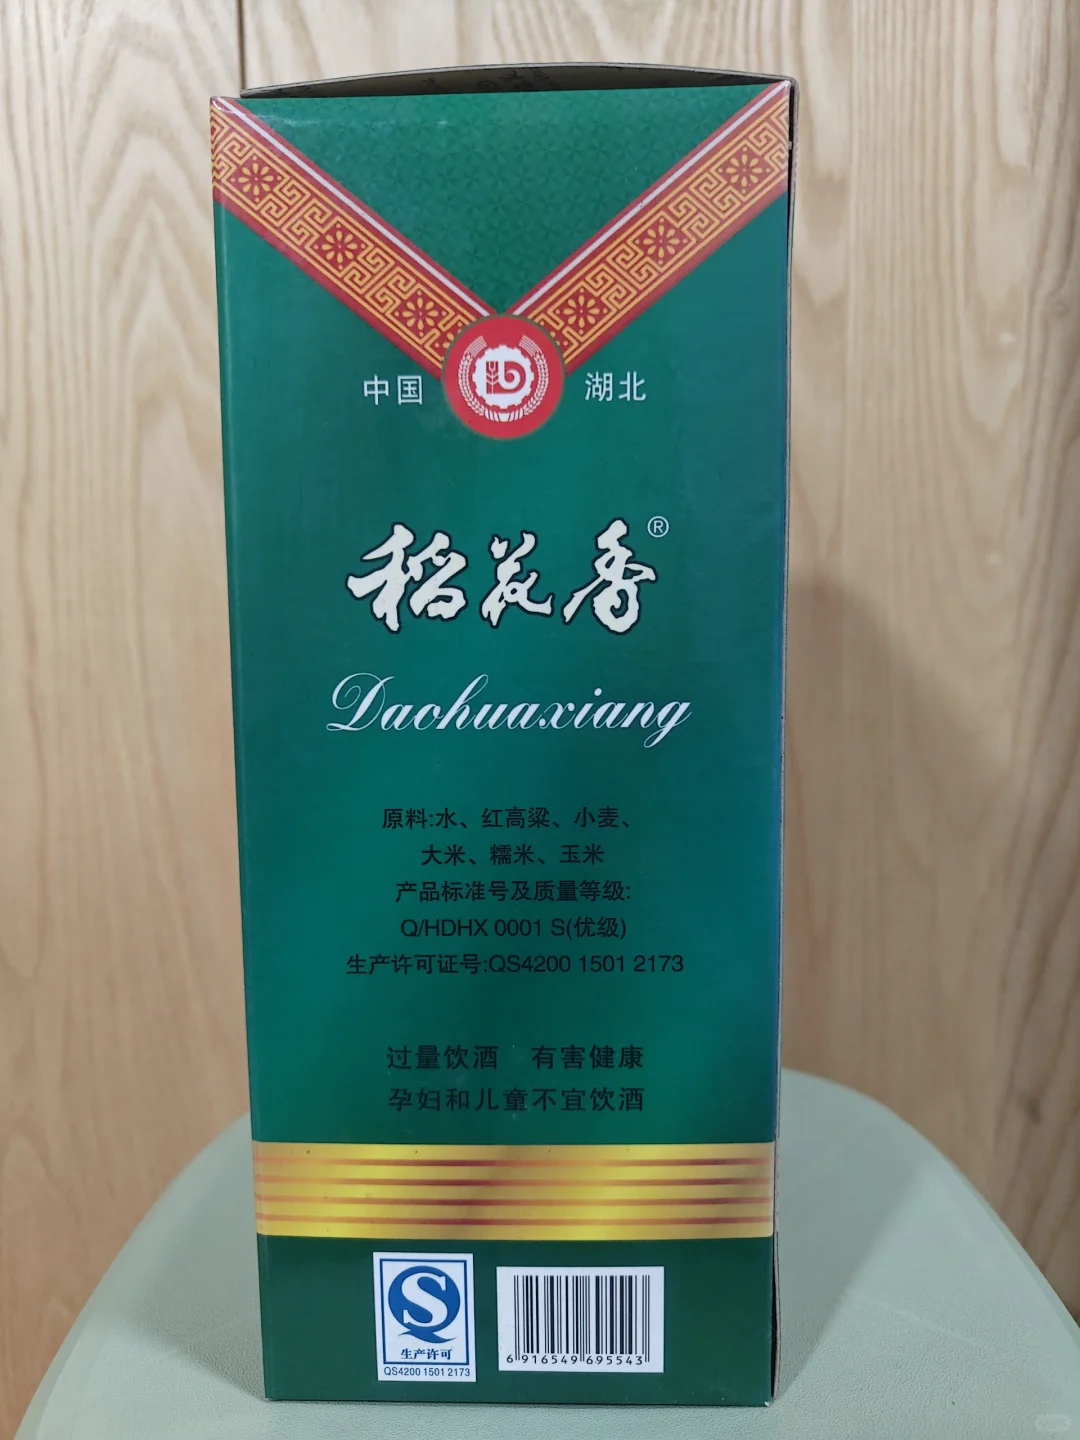 中国 湖北
稻花香®
Daohuaxiang
原料:水、红高粱、小麦、
大米、糯米、玉米
产品标准号及质量等级:
Q/HDHX 0001 S(优级)
生产许可证号:QS4200 1501 2173
过量饮酒 有害健康
孕妇和儿童不宜饮酒
QS
生产许可
QS4200 1501 2173
6 916549 695543